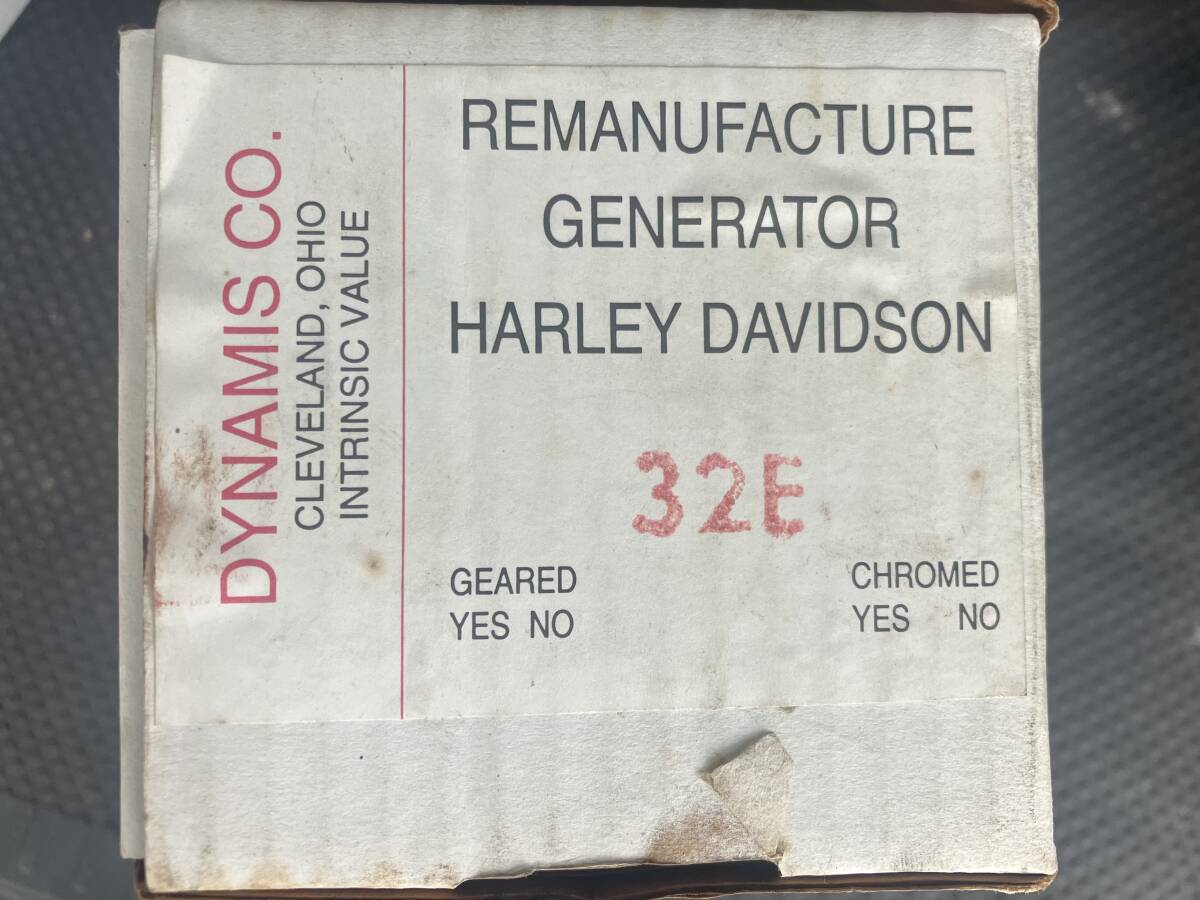 DYNAMIS CO.
CLEVELAND, OHIO
INTRINSIC VALUE
REMANUFACTURE
GENERATOR
HARLEY DAVIDSON
32E
GEARED
YES NO
CHROMED
YES NO